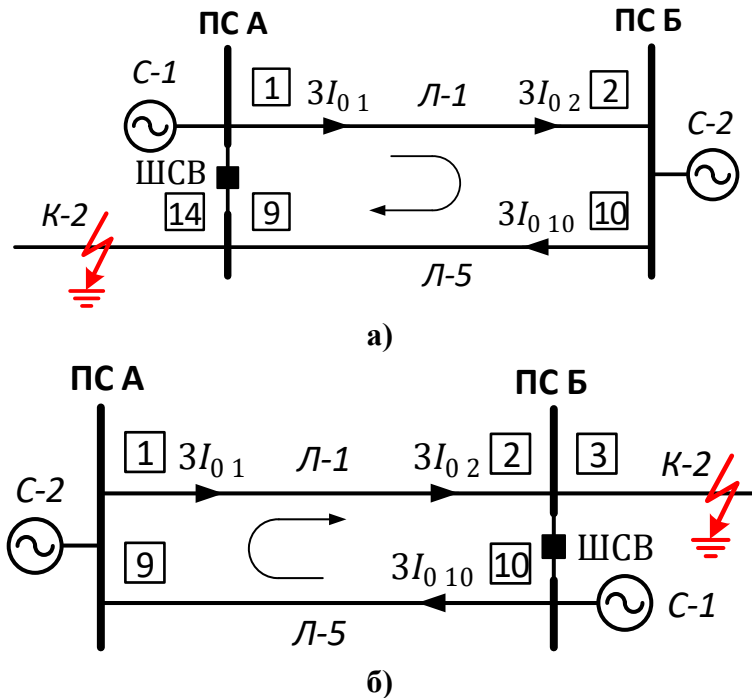 ПС А
ПС Б
С-1
1
3I₀ ₁
Л-1
3I₀ ₂
2
С-2
ШСВ
К-2
14
9
3I₀ ₁₀
10
Л-5
а)
ПС А
ПС Б
1
3I₀ ₁
Л-1
3I₀ ₂
2
3
К-2
С-2
9
3I₀ ₁₀
10
ШСВ
С-1
Л-5
б)